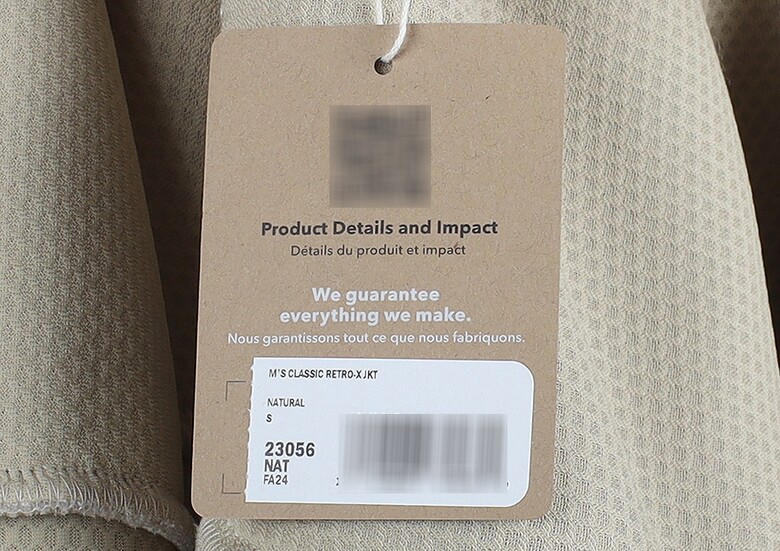 Product Details and Impact
Détails du produit et impact
We guarantee
everything we make.
Nous garantissons tout ce que nous fabriquons.
M'S CLASSIC RETRO-X JKT
NATURAL
S
23056
NAT
FA24